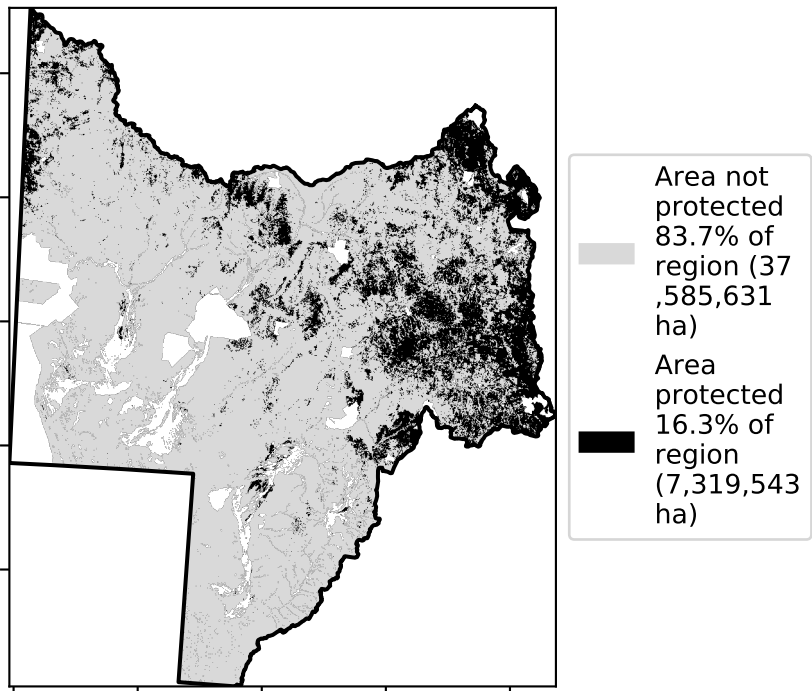 Area not
protected
83.7% of
region (37
,585,631
ha)
Area
protected
16.3% of
region
(7,319,543
ha)